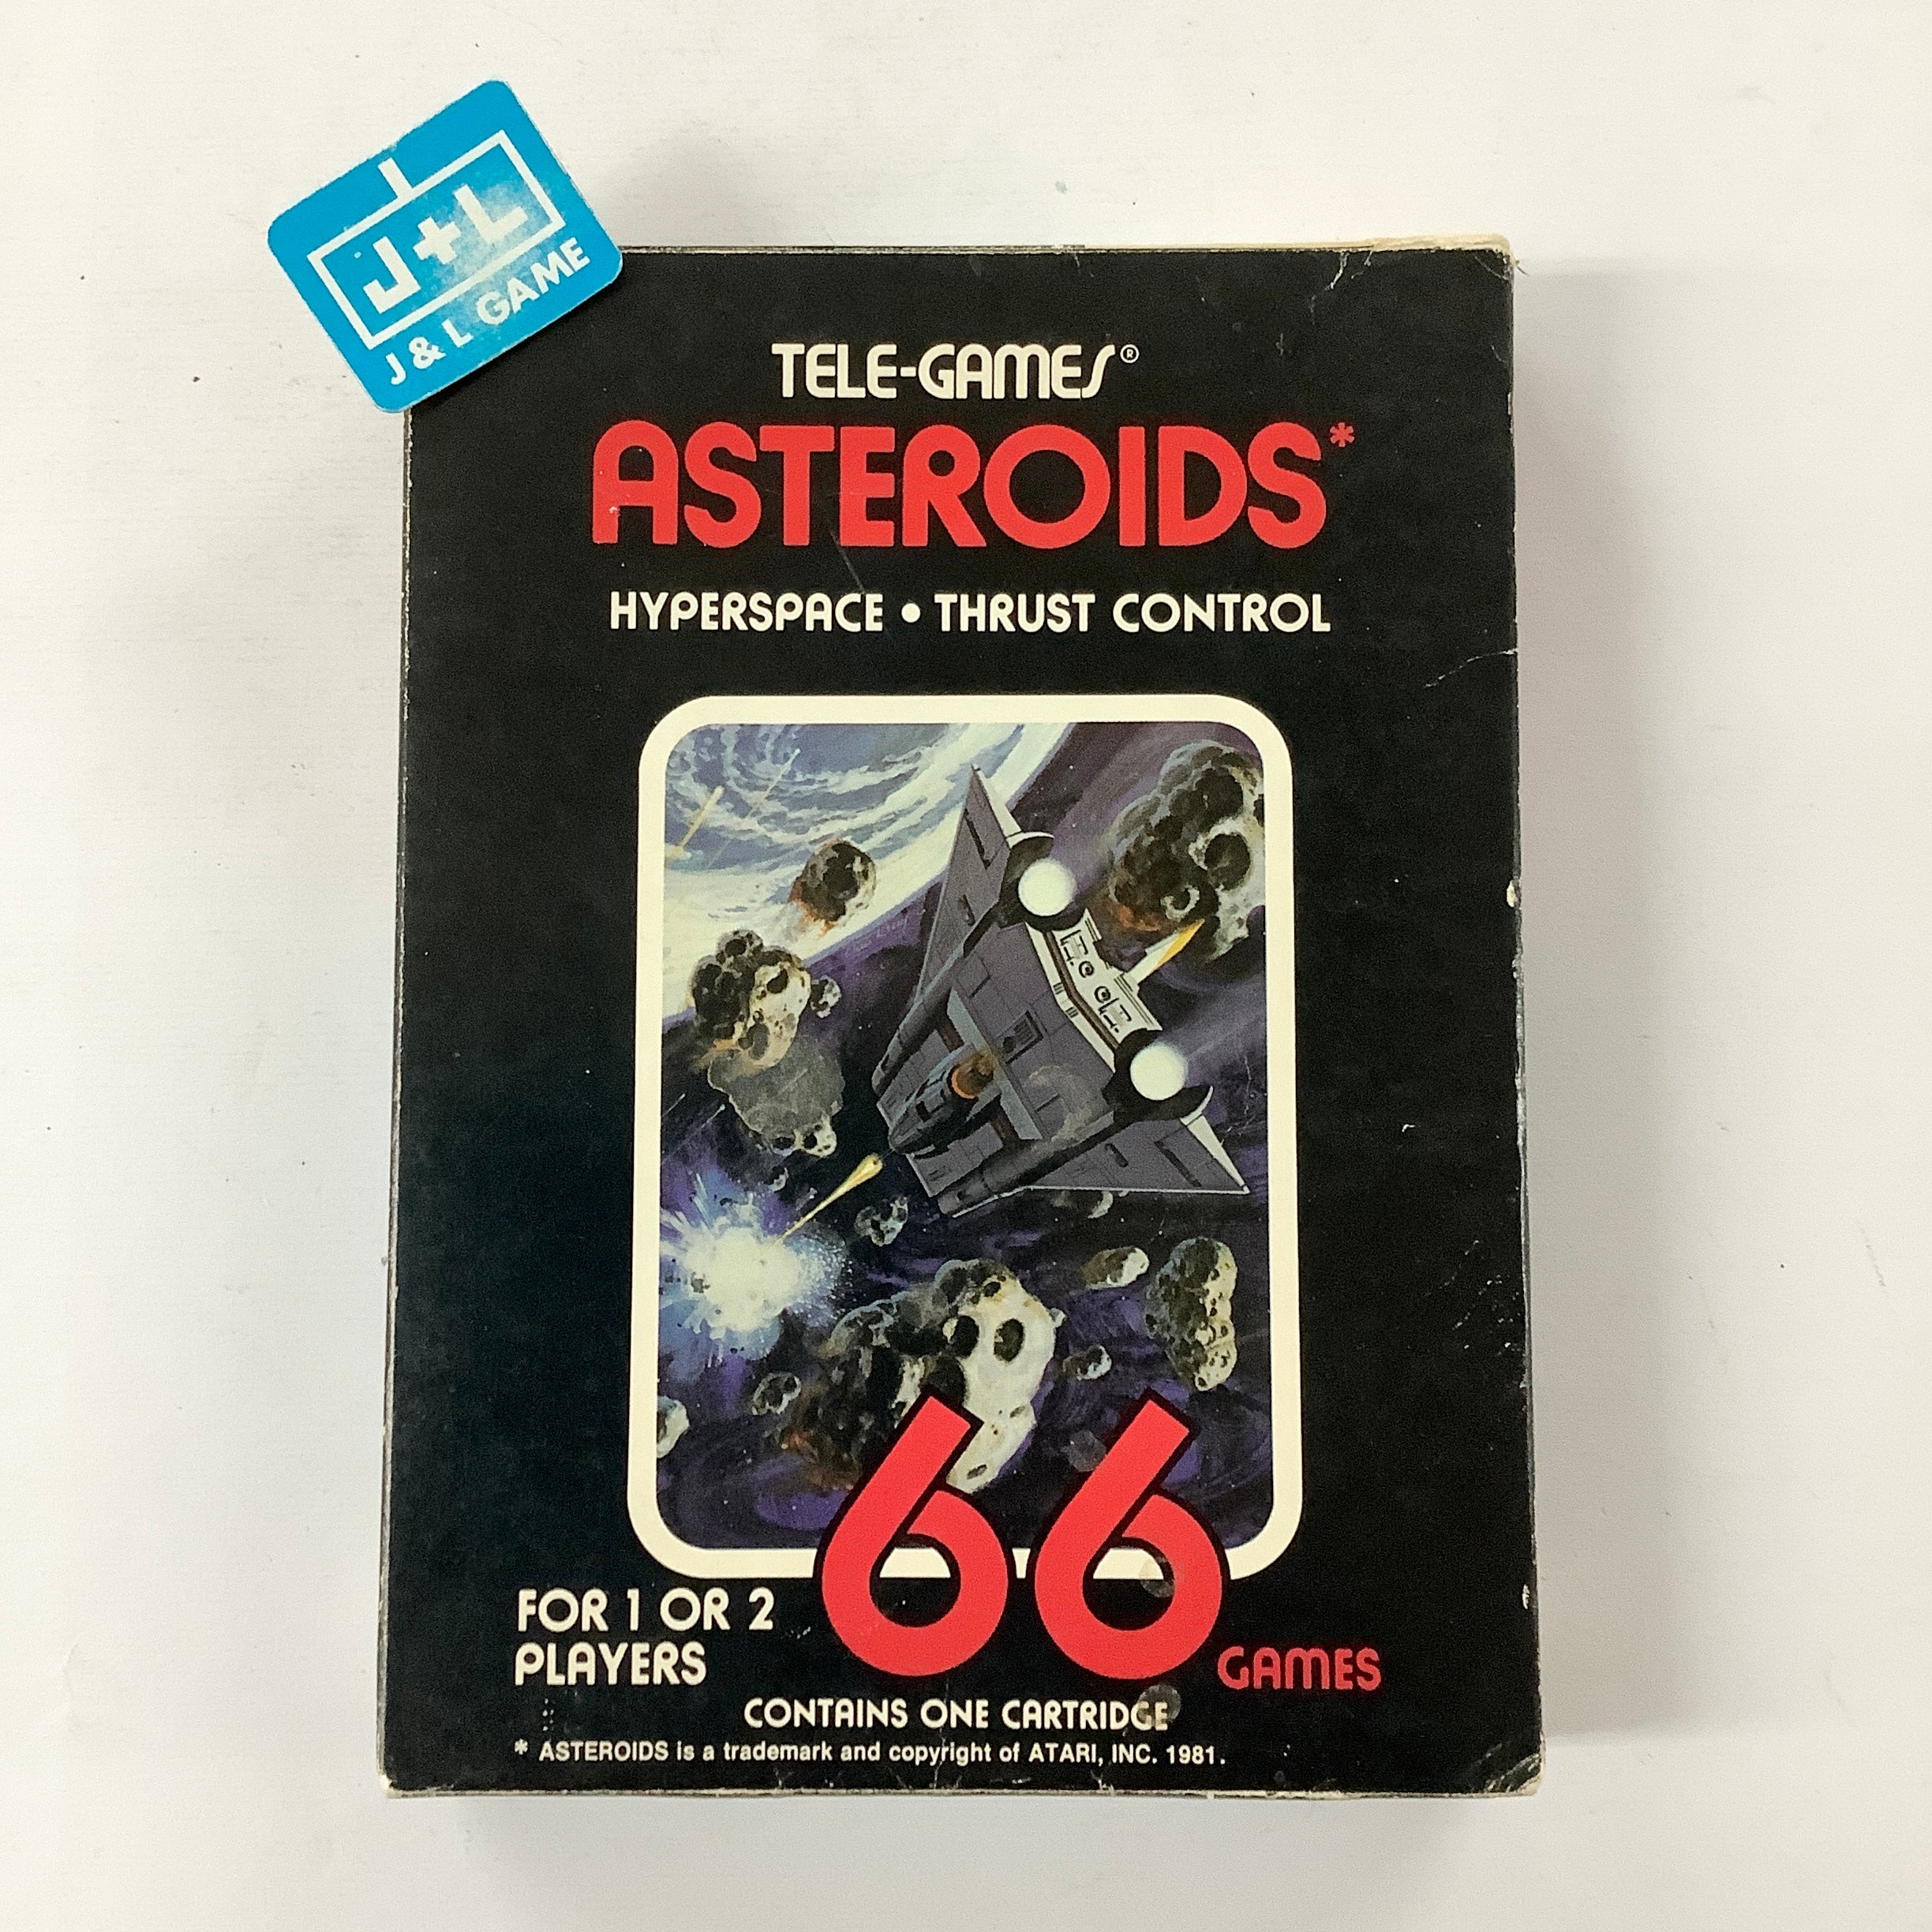 J+L
J & L GAME
TELE-GAMES®
ASTEROIDS*
HYPERSPACE • THRUST CONTROL
FOR 1 OR 2
PLAYERS
66 GAMES
CONTAINS ONE CARTRIDGE
* ASTEROIDS is a trademark and copyright of ATARI, INC. 1981.